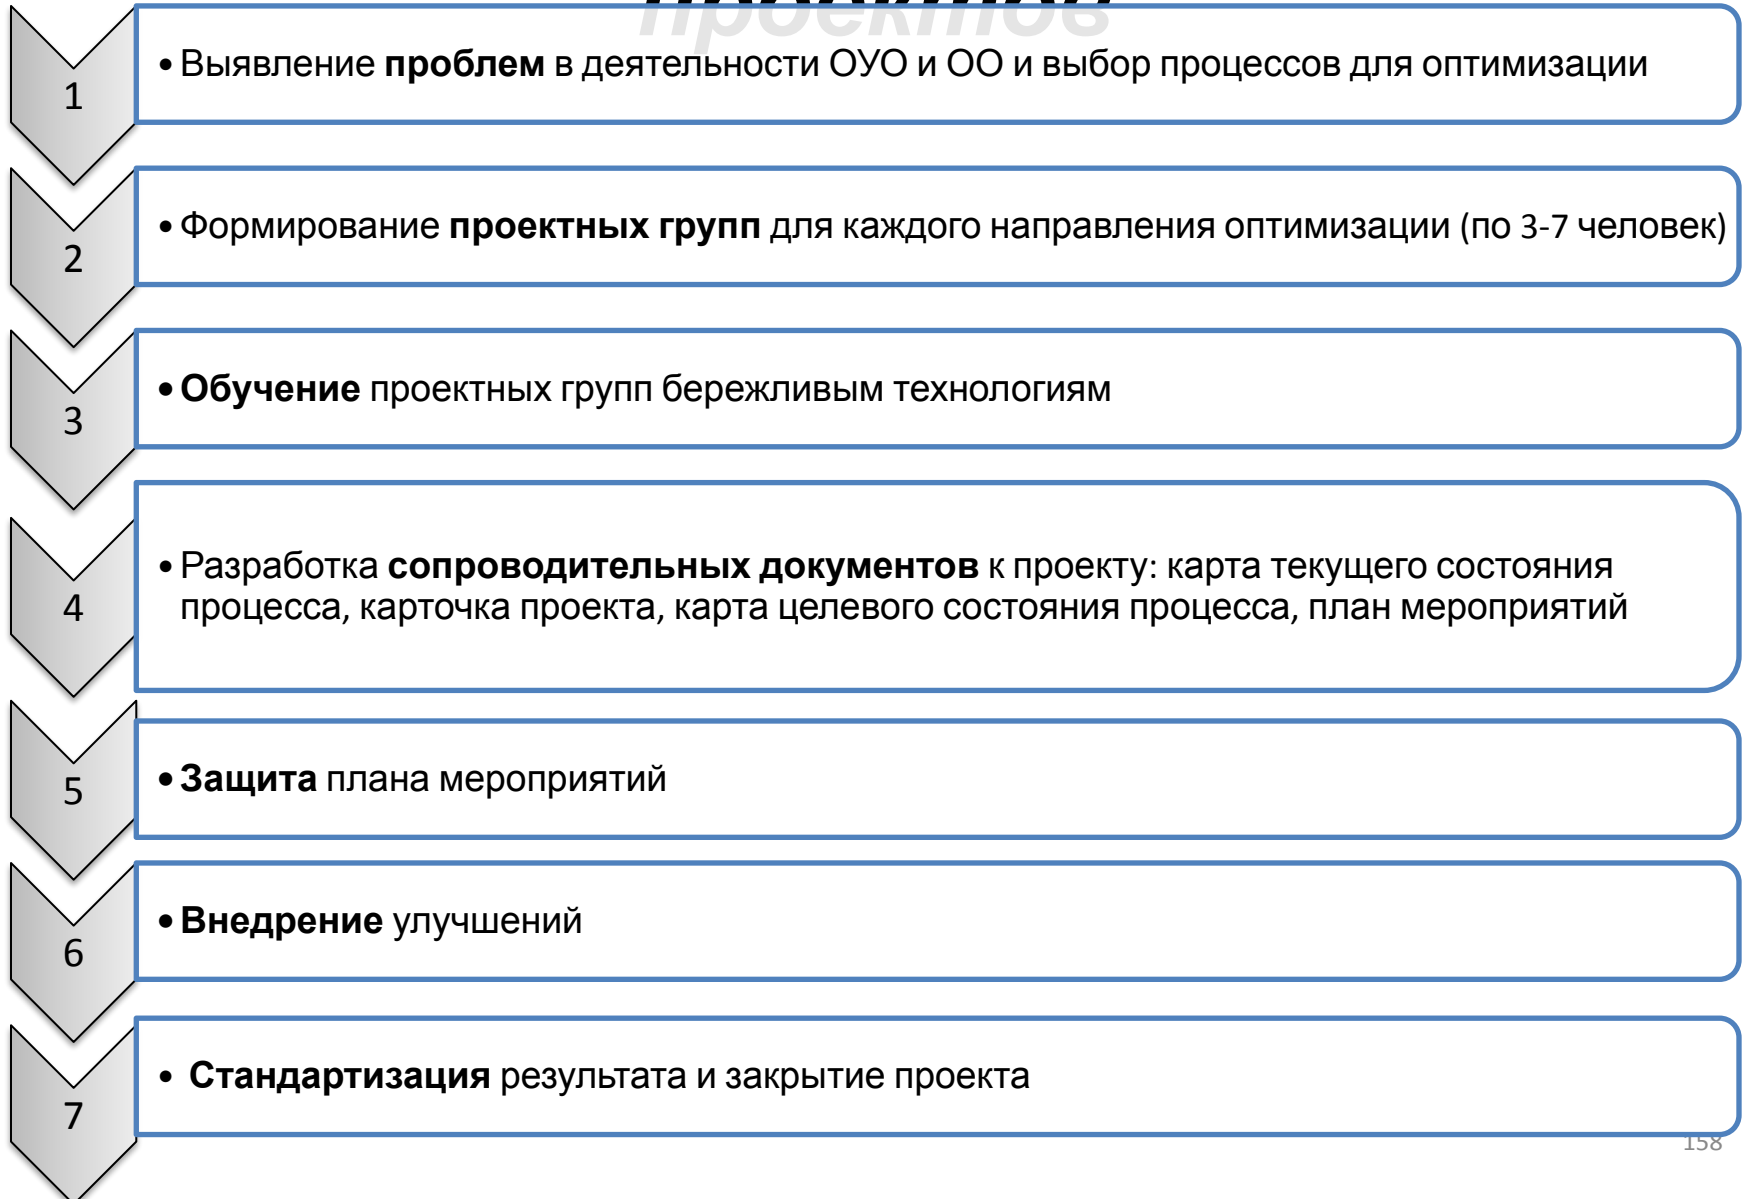 проектов
1
• Выявление проблем в деятельности ОУО и ОО и выбор процессов для оптимизации
2
• Формирование проектных групп для каждого направления оптимизации (по 3-7 человек)
3
• Обучение проектных групп бережливым технологиям
4
• Разработка сопроводительных документов к проекту: карта текущего состояния
процесса, карточка проекта, карта целевого состояния процесса, план мероприятий
5
• Защита плана мероприятий
6
• Внедрение улучшений
7
• Стандартизация результата и закрытие проекта
158